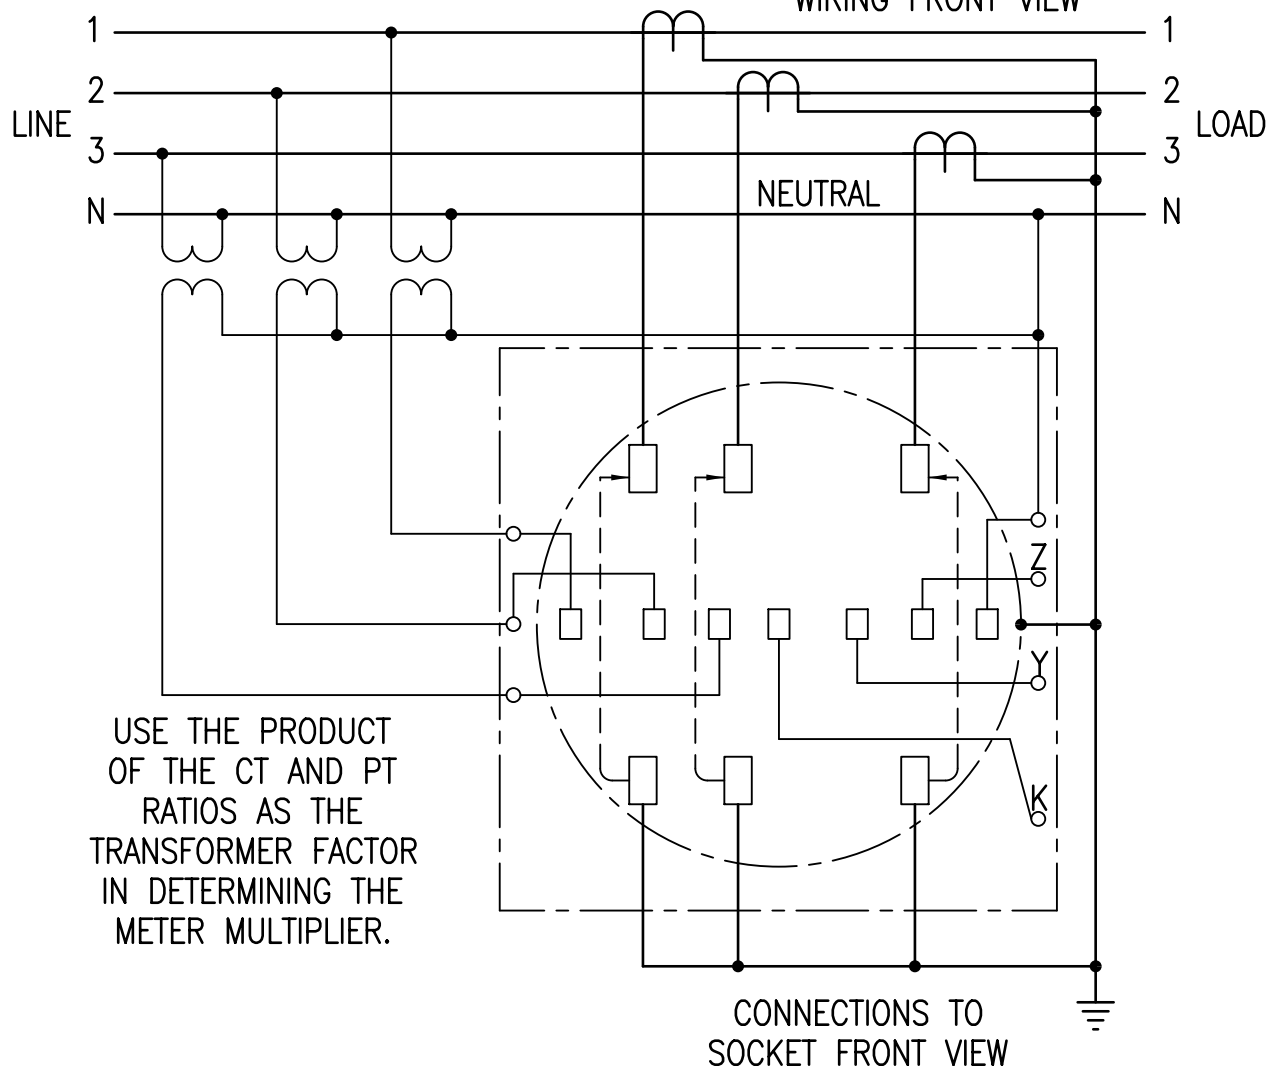 WIRING FRONT VIEW
1 1
2 2
LINE LOAD
3 3
NEUTRAL
N N
Z
Y
K
USE THE PRODUCT
OF THE CT AND PT
RATIOS AS THE
TRANSFORMER FACTOR
IN DETERMINING THE
METER MULTIPLIER.
CONNECTIONS TO
SOCKET FRONT VIEW